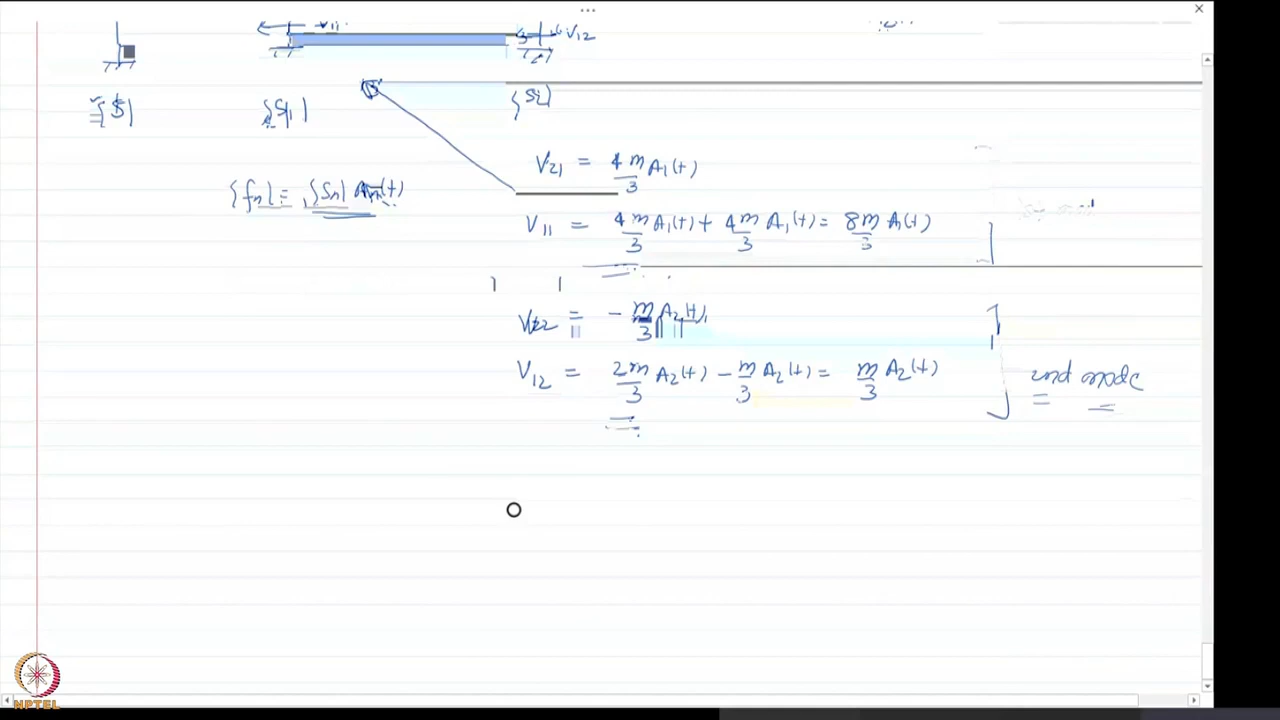 V₁₁ V₁₂
{S} {S₁} {S₂}
V₂₁ = 4m/3 A₁(t)
{fₙ} = {Sₙ} Aₙ(t)
V₁₁ = 4m/3 A₁(t) + 4m/3 A₁(t) = 8m/3 A₁(t)
V₂₂ = - m/3 A₂(t)
V₁₂ = 2m/3 A₂(t) - m/3 A₂(t) = m/3 A₂(t)
2nd mode
NPTEL